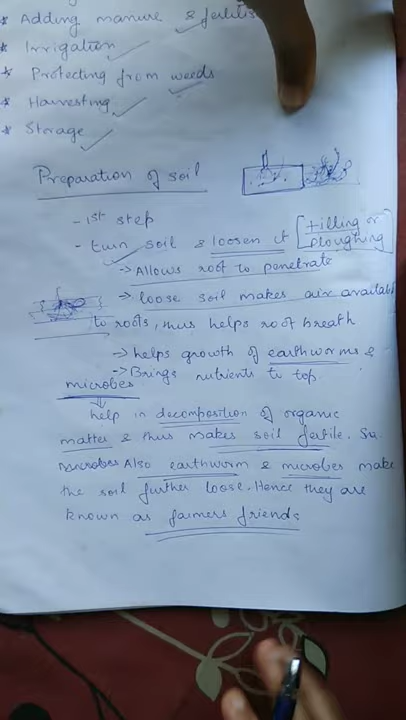 * Adding manure & fertilis
* Irrigation
* Protecting from weeds
* Harvesting
* Storage
Preparation of soil
- 1st step
- turn soil & loosen it [tilling or ploughing]
-> Allows root to penetrate
-> loose soil makes air available
to roots, thus helps root breath
-> helps growth of earthworms &
microbes
-> Brings nutrients to top
help in decomposition of organic
matter & thus makes soil fertile.
microbes Also earthworm & microbes make
the soil further loose. Hence they are
known as farmers friends